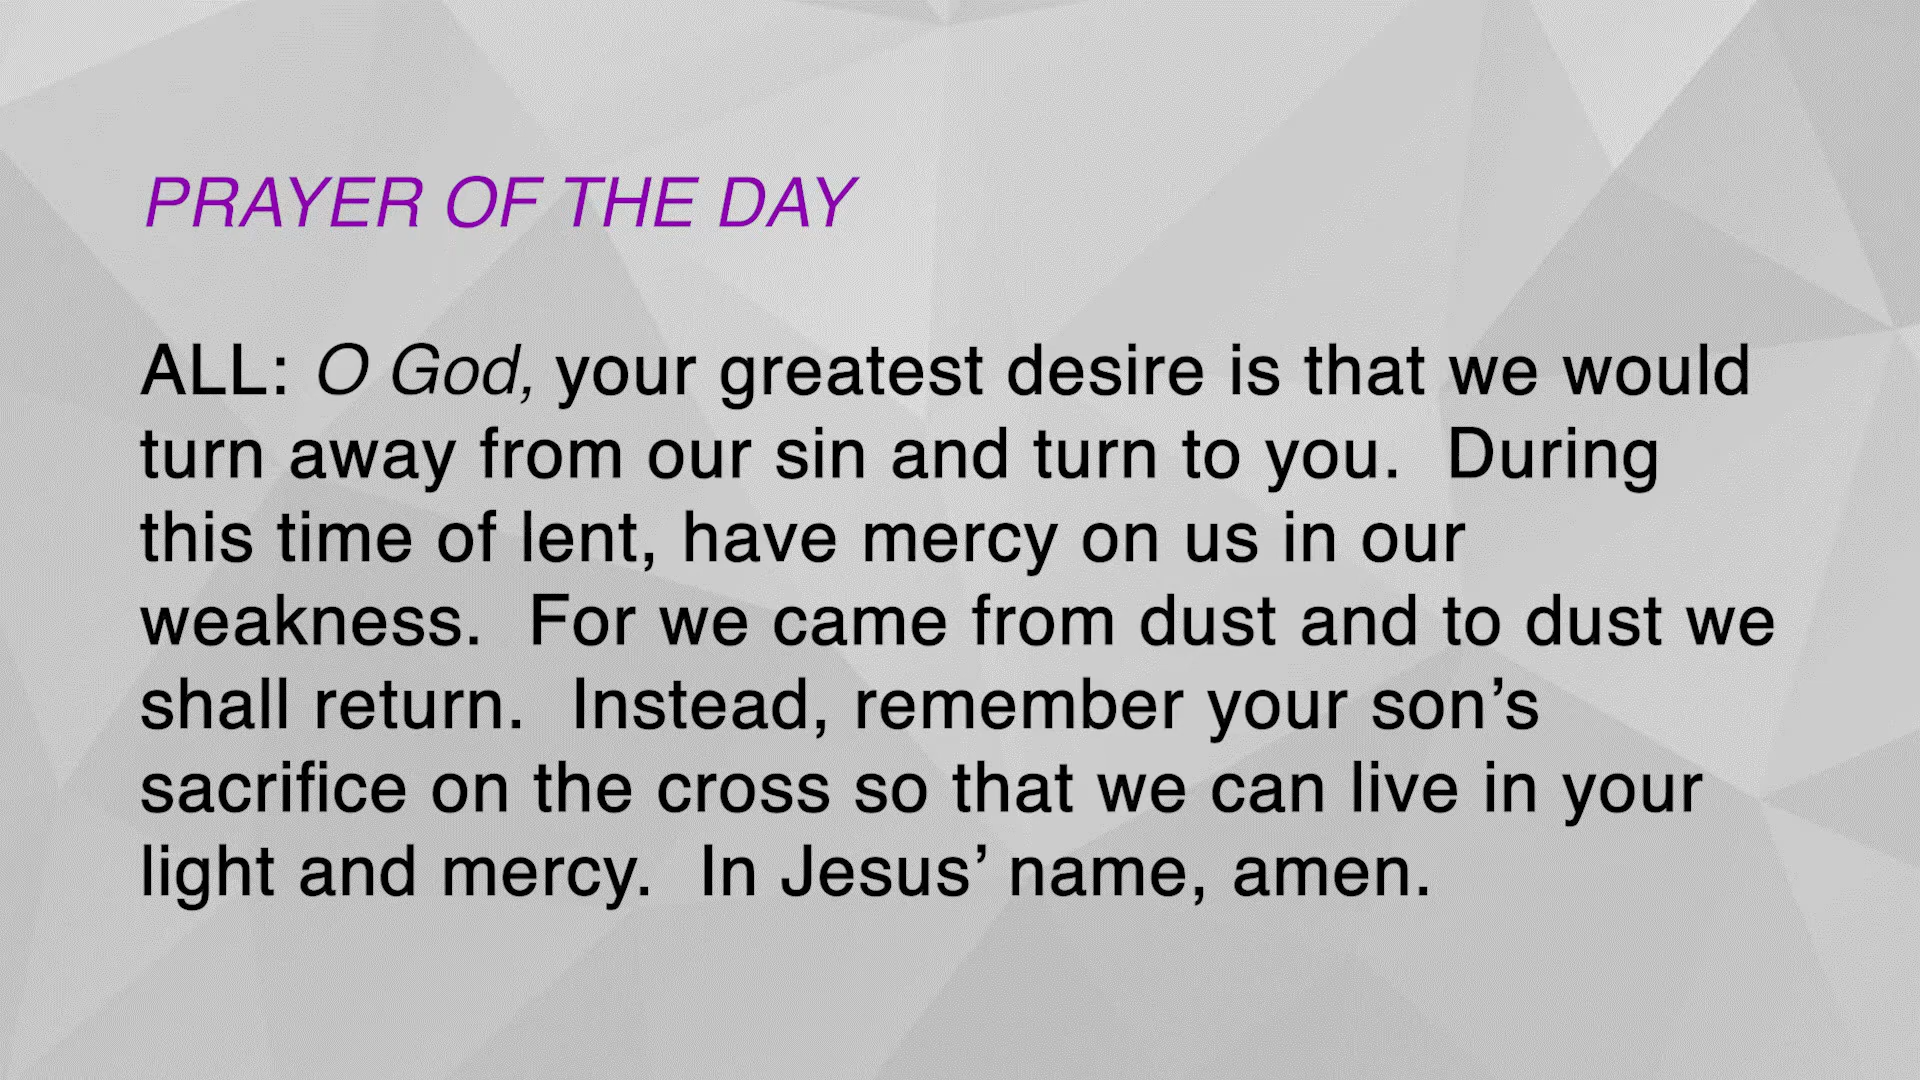 PRAYER OF THE DAY
ALL: O God, your greatest desire is that we would
turn away from our sin and turn to you.  During
this time of lent, have mercy on us in our
weakness.  For we came from dust and to dust we
shall return.  Instead, remember your son’s
sacrifice on the cross so that we can live in your
light and mercy.  In Jesus’ name, amen.